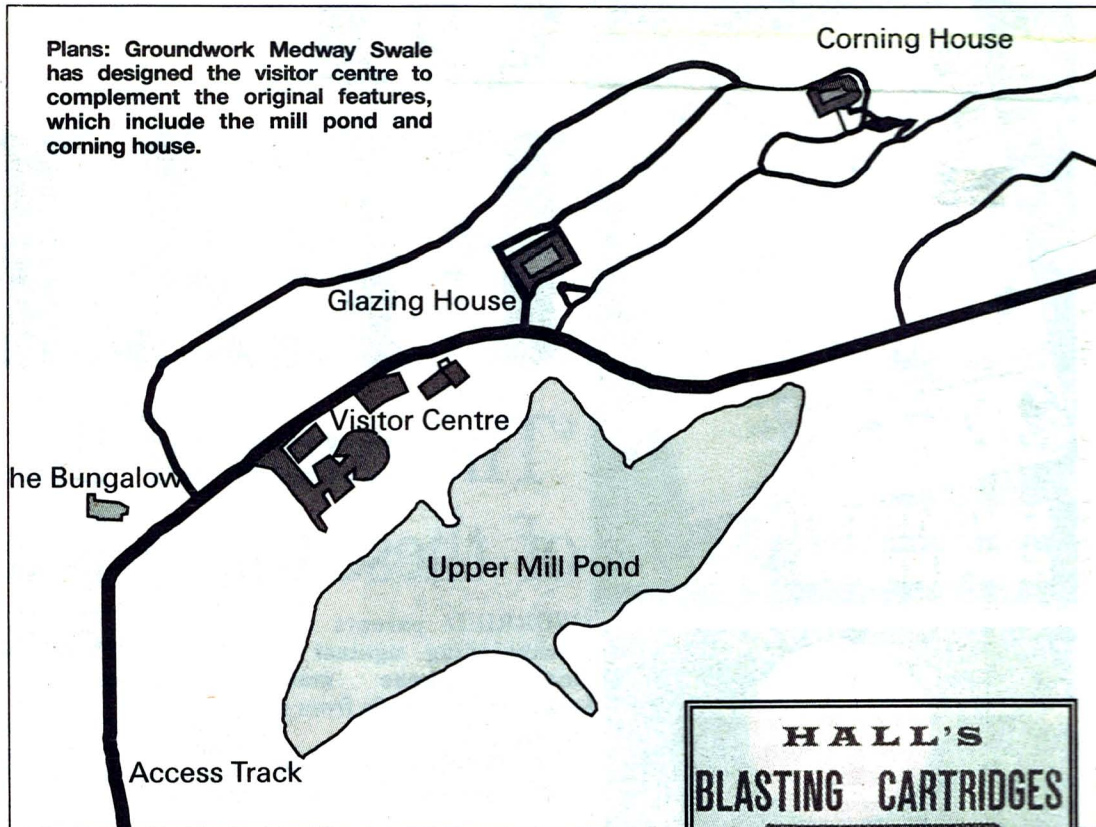 Plans: Groundwork Medway Swale
has designed the visitor centre to
complement the original features,
which include the mill pond and
corning house.
Corning House
Glazing House
Visitor Centre
he Bungalow
Upper Mill Pond
Access Track
HALL'S
BLASTING CARTRIDGES